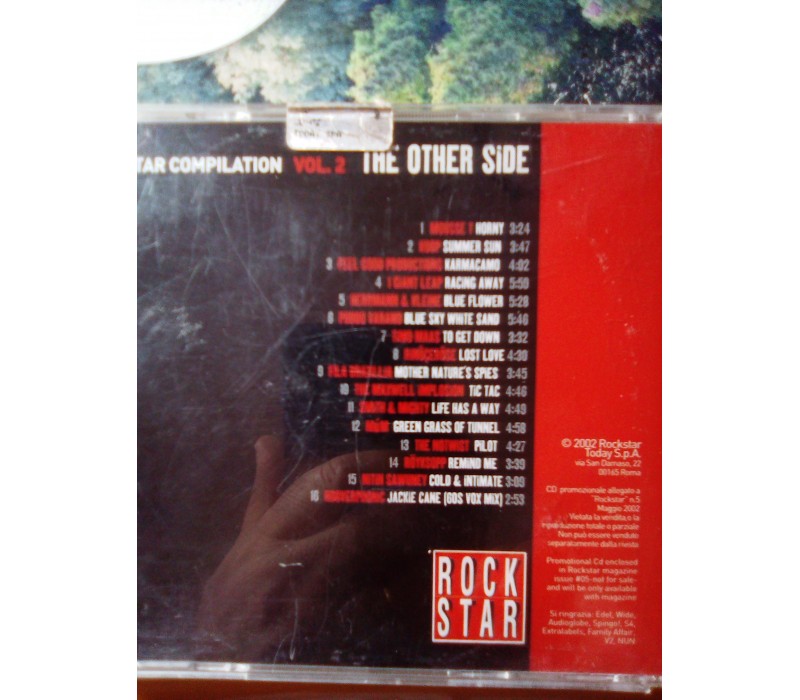 TAR COMPILATION VOL. 2 THE OTHER SiDE
1 MOUSSE T HORNY 3:24
2 SUMMER SUN 3:47
3 FEEL GOOD PRODUCTIONS KARMACAMO 4:02
4 1 GIANT LEAP RACING AWAY 5:50
5 & KLEINE BLUE FLOWER 5:28
6 BLUE SKY WHITE SAND 5:46
7 TIMO MAAS TO GET DOWN 3:32
8 LOST LOVE 4:30
9 FILA BRAZILLIA MOTHER NATURE'S SPIES 3:45
10 THE MAXWELL IMPLOSION TiC TAC 4:46
11 SMITH & MIGHTY LiFE HAS A WAY 4:49
12 MÚM GREEN GRASS OF TUNNEL 4:58
13 THE NOTWIST PiLOT 4:27
14 RÖYKSOPP REMIND ME 3:39
15 NITIN SAWHNEY COLD & iNTiMATE 3:09
16 HOOVERPHONIC JACKiE CANE (GOS VOX MiX) 2:53
ROCK
STAR
© 2002 Rockstar
Today S.p.A.
via San Damaso, 22
00165 Roma
CD promozionale allegato a
"Rockstar" n.5
Maggio 2002
Vietata la vendita e la
riproduzione totale o parziale
Non può essere venduto
separatamente dalla rivista
Promotional Cd enclosed
in Rockstar magazine
issue #05-not for sale-
and will be only available
with magazine
Si ringrazia: Edel, Wide,
Audioglobe, Spingo!, S4,
Extralabels, Family Affair,
V2, NUN